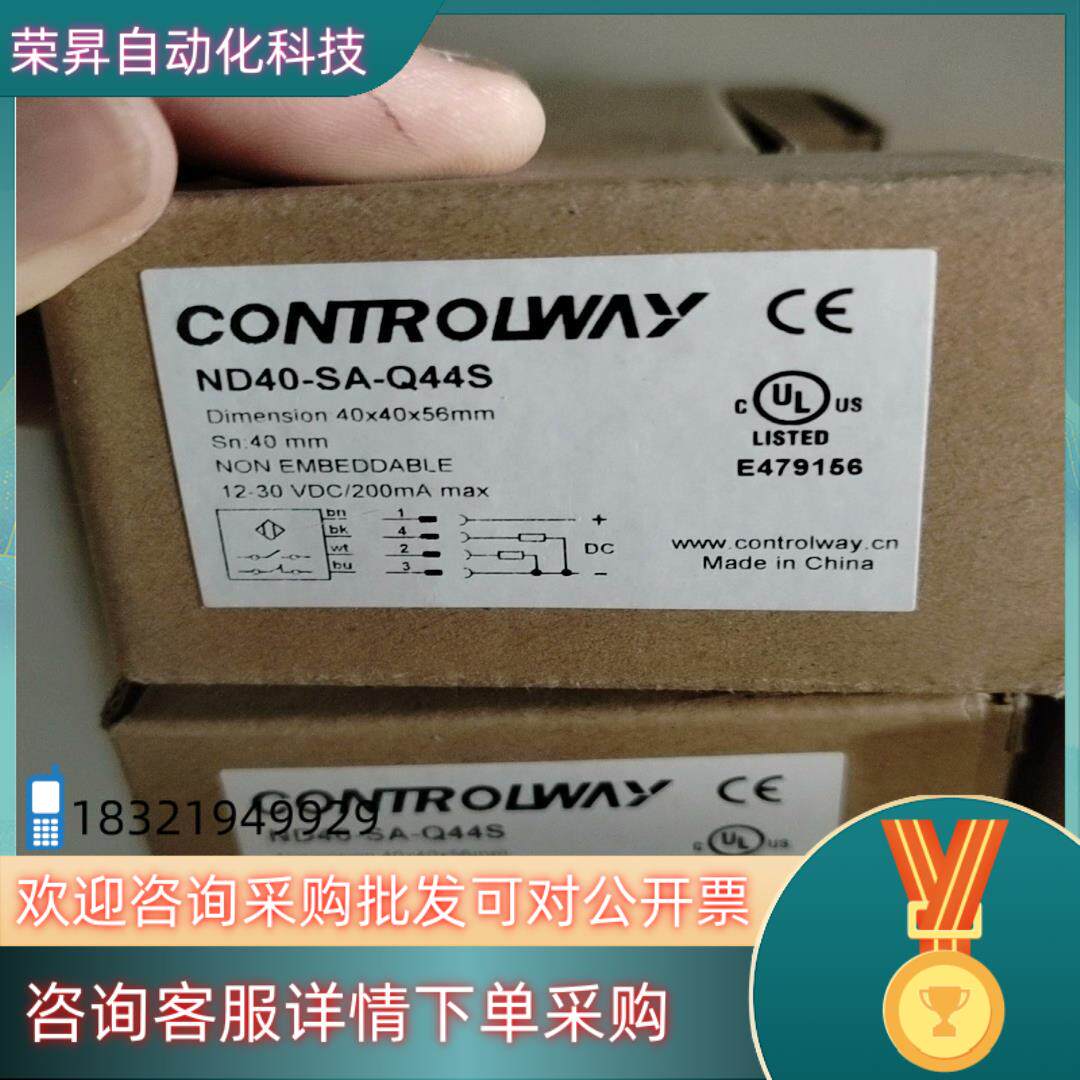 荣昇自动化科技
CONTROLWAY
CE
ND40-SA-Q44S
Dimension 40x40x56mm
Sn:40 mm
NON EMBEDDABLE
12-30 VDC/200mA max
C UL US
LISTED
E479156
bn 1 +
bk 4
wt 2 DC
bu 3 -
www.controlway.cn
Made in China
CONTROLWAY
CE
18321949929
ND40-SA-Q44S
C UL US
欢迎咨询采购批发可对公开票
咨询客服详情下单采购